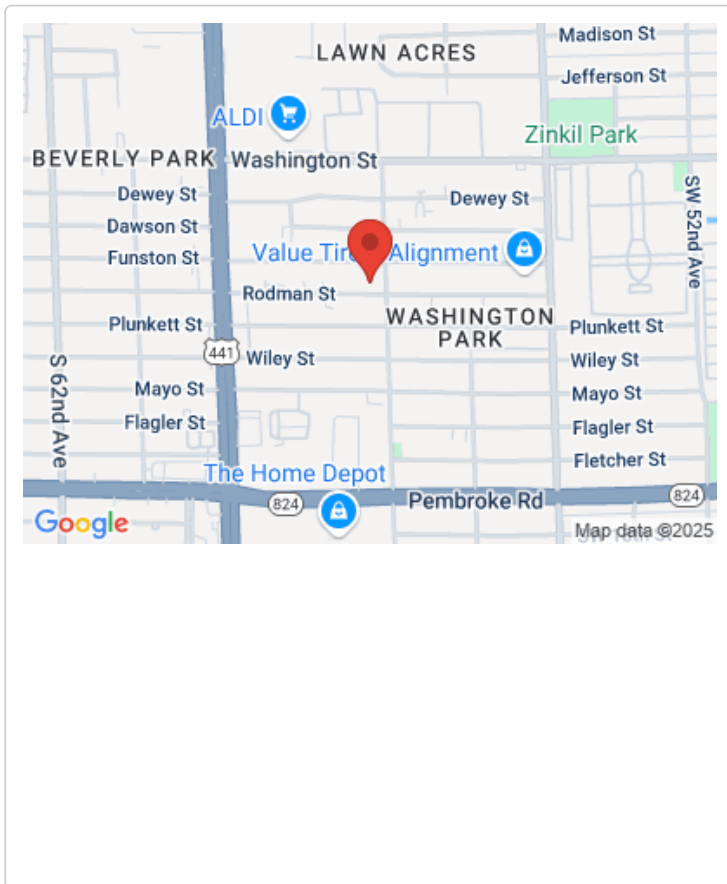 Madison St
LAWN ACRES
Jefferson St
ALDI
Zinkil Park
BEVERLY PARK
Washington St
SW 52nd Ave
Dewey St
Dewey St
Dawson St
Funston St
Value Tire Alignment
Rodman St
WASHINGTON
PARK
Plunkett St
Plunkett St
441
Wiley St
Wiley St
S 62nd Ave
Mayo St
Mayo St
Flagler St
Flagler St
Fletcher St
The Home Depot
824
Pembroke Rd
824
Google
Map data ©2025